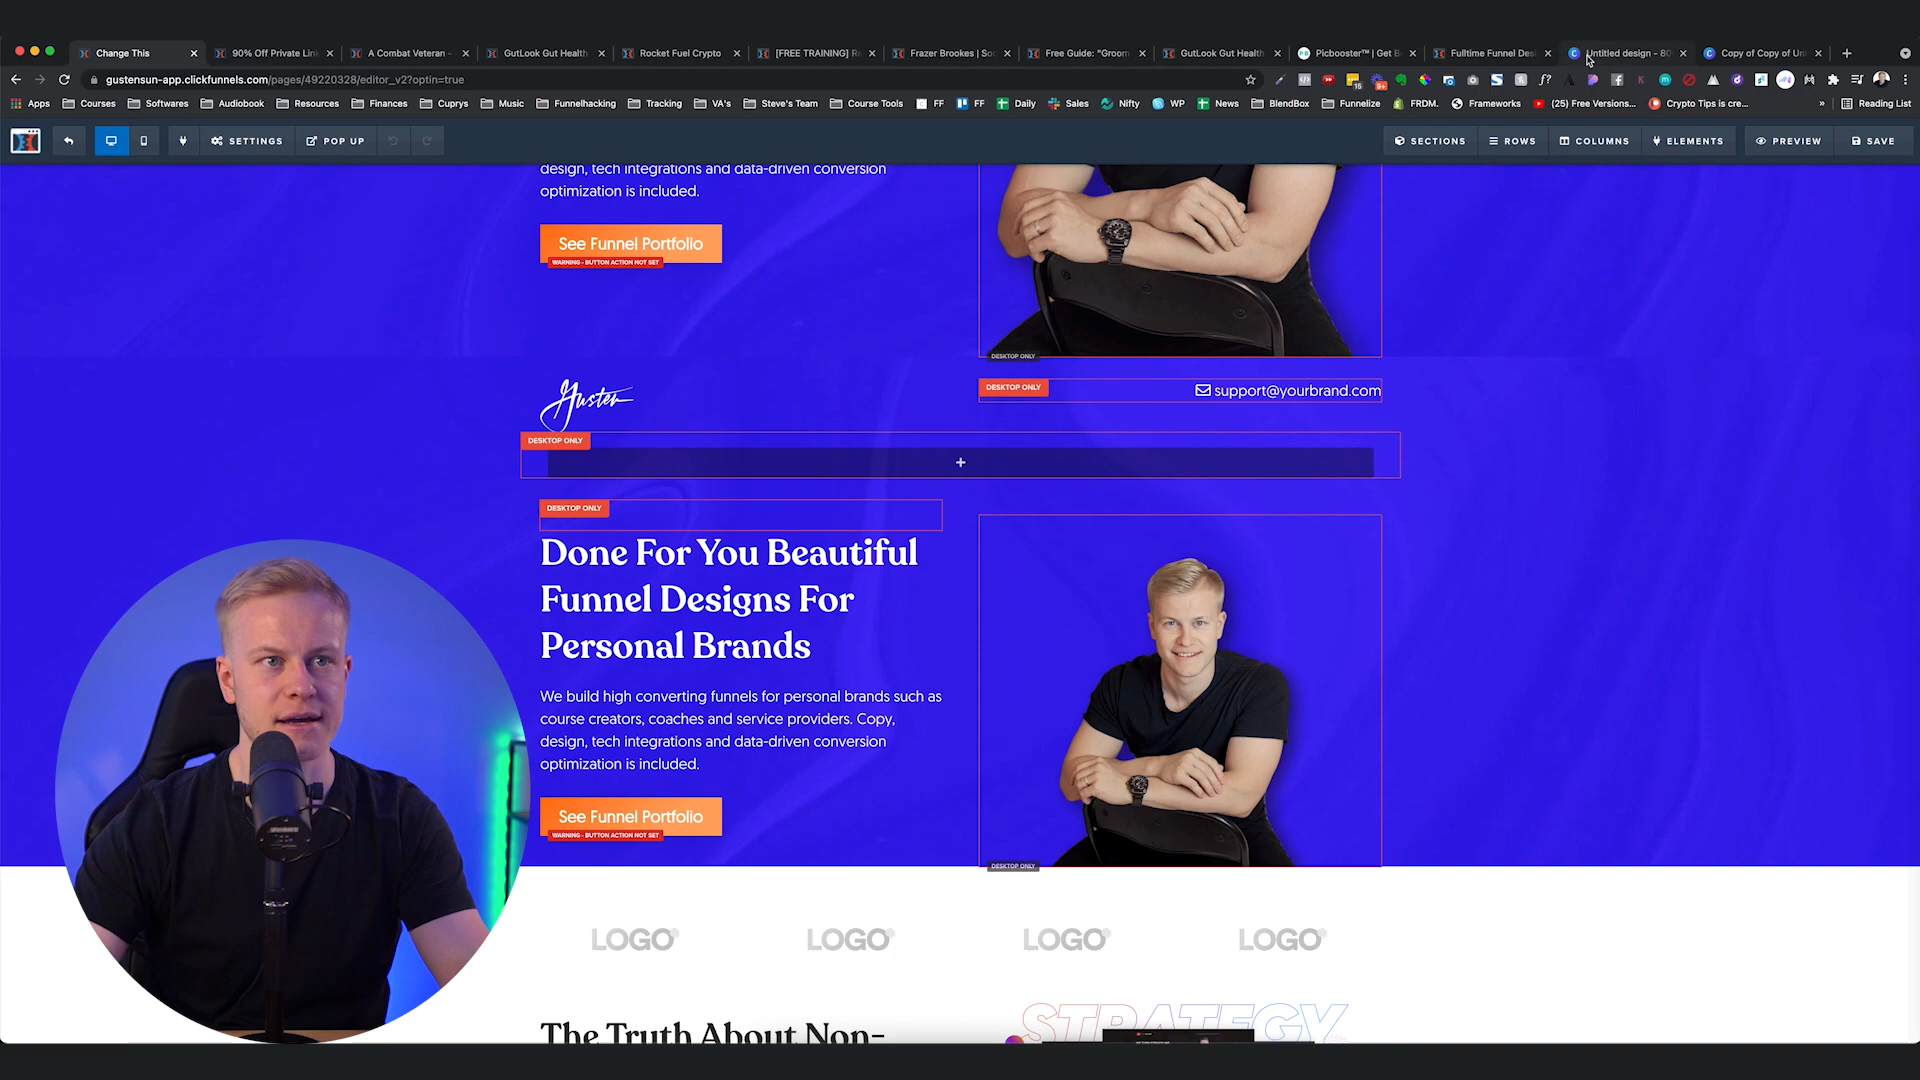 Change This
90% Off Private Lin
A Combat Veteran -
GutLook Gut Health
Rocket Fuel Crypto
[FREE TRAINING] R
Frazer Brookes | So
Free Guide: "Groom
GutLook Gut Health
Picbooster™ | Get B
Fulltime Funnel Des
Untitled design - 80
Copy of Copy of Un
gustensun-app.clickfunnels.com/pages/49220328/editor_v2?optin=true
Apps
Courses
Softwares
Audiobook
Resources
Finances
Cuprys
Music
Funnelhacking
Tracking
VA's
Steve's Team
Course Tools
FF
FF
Daily
Sales
Nifty
WP
News
BlendBox
Funnelize
FRDM.
Frameworks
(25) Free Versions...
Crypto Tips is cre...
»
Reading List
SETTINGS
POP UP
SECTIONS
ROWS
COLUMNS
ELEMENTS
PREVIEW
SAVE
design, tech integrations and data-driven conversion
optimization is included.
See Funnel Portfolio
WARNING - BUTTON ACTION NOT SET
DESKTOP ONLY
Gusten
DESKTOP ONLY
support@yourbrand.com
DESKTOP ONLY
+
DESKTOP ONLY
Done For You Beautiful
Funnel Designs For
Personal Brands
We build high converting funnels for personal brands such as
course creators, coaches and service providers. Copy,
design, tech integrations and data-driven conversion
optimization is included.
See Funnel Portfolio
WARNING - BUTTON ACTION NOT SET
DESKTOP ONLY
LOGO
LOGO
LOGO
LOGO
The Truth About Non-
STRATEGY